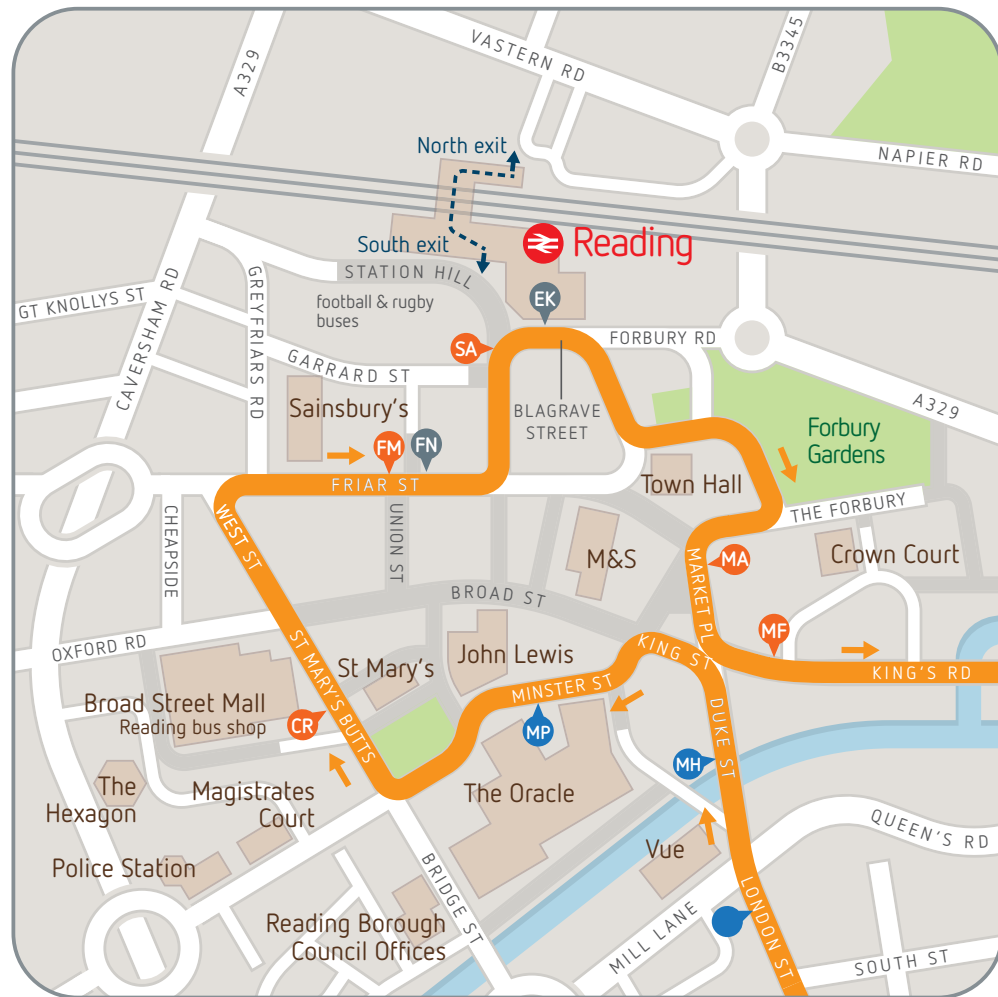 A329
VASTERN RD
B3345
NAPIER RD
North exit
South exit
Reading
STATION HILL
football & rugby
buses
EK
FORBURY RD
GT KNOLLYS ST
CAVERSHAM RD
GREYFRIARS RD
SA
GARRARD ST
Sainsbury's
BLAGRAVE
STREET
A329
Forbury
Gardens
FM
FN
FRIAR ST
Town Hall
THE FORBURY
WEST ST
CHEAPSIDE
UNION ST
M&S
MARKET PL
MA
Crown Court
BROAD ST
OXFORD RD
ST MARY'S BUTTS
St Mary's
John Lewis
KING ST
MF
KING'S RD
MINSTER ST
Broad Street Mall
Reading bus shop
CR
MP
DUKE ST
MH
The
Hexagon
Magistrates
Court
The Oracle
QUEEN'S RD
Vue
Police Station
BRIDGE ST
LONDON ST
Reading Borough
Council Offices
MILL LANE
SOUTH ST